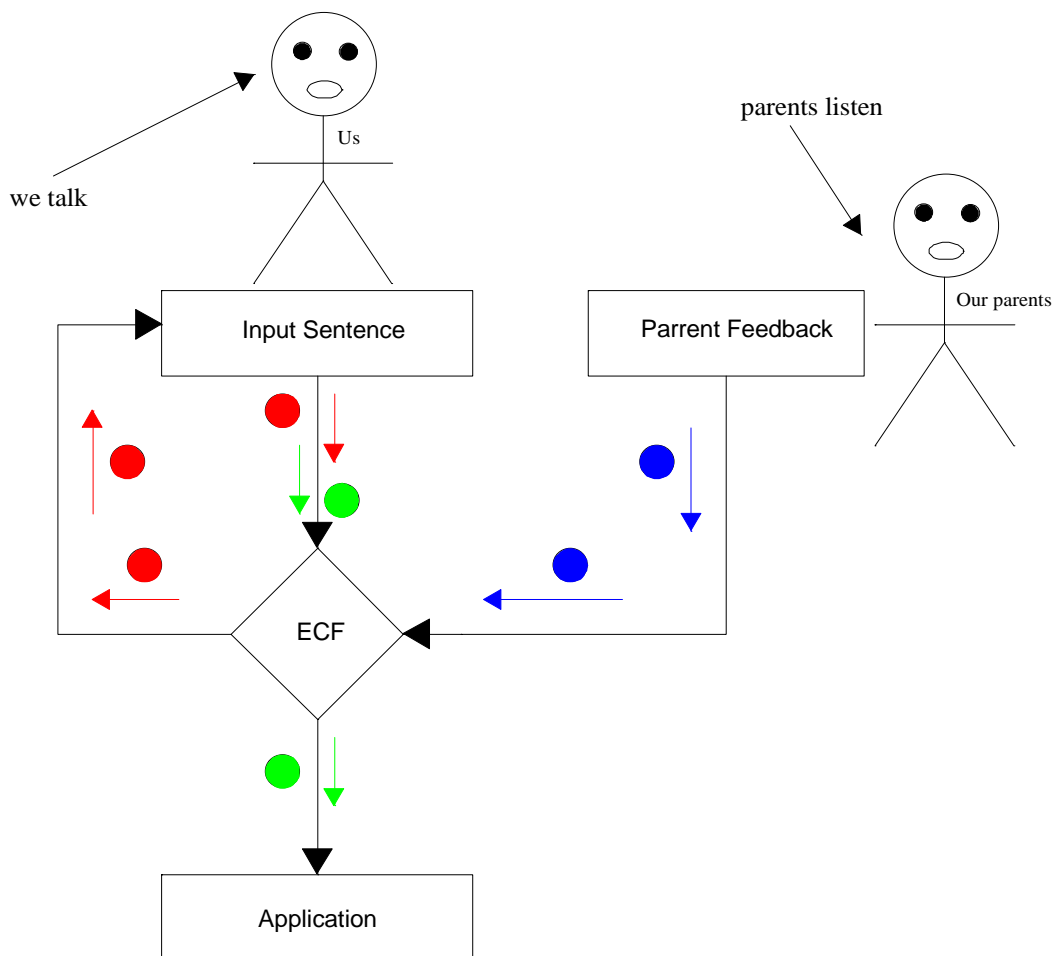 parents listen
Us
we talk
Our parents
Input Sentence
Parrent Feedback
ECF
Application